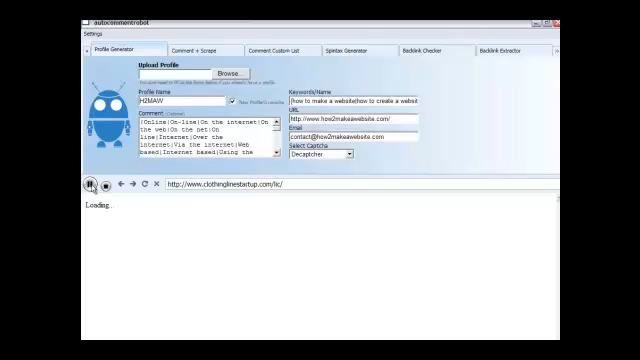 autocommentrobot
Settings
Profile Generator
Comment + Scrape
Comment Custom List
Spintax Generator
Backlink Checker
Backlink Extractor
Upload Profile
Browse...
Profile Name
H2MAW
Comment (Optional)
{Online|On-line|On the internet|On
the web|On the net|On
line|Internet|Over the
internet|Via the internet|Web
based|Internet based|Using the
Keywords/Name
{how to make a website|how to create a websit
URL
http://www.how2makeawebsite.com/
Email
contact@how2makeawebsite.com
Select Captcha
Decaptcher
http://www.clothinglinestartup.com/lic/
Loading...